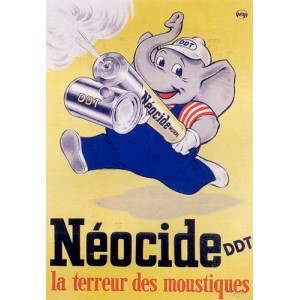 DDT
DDT
Néocide
Néocide DDT
la terreur des moustiques